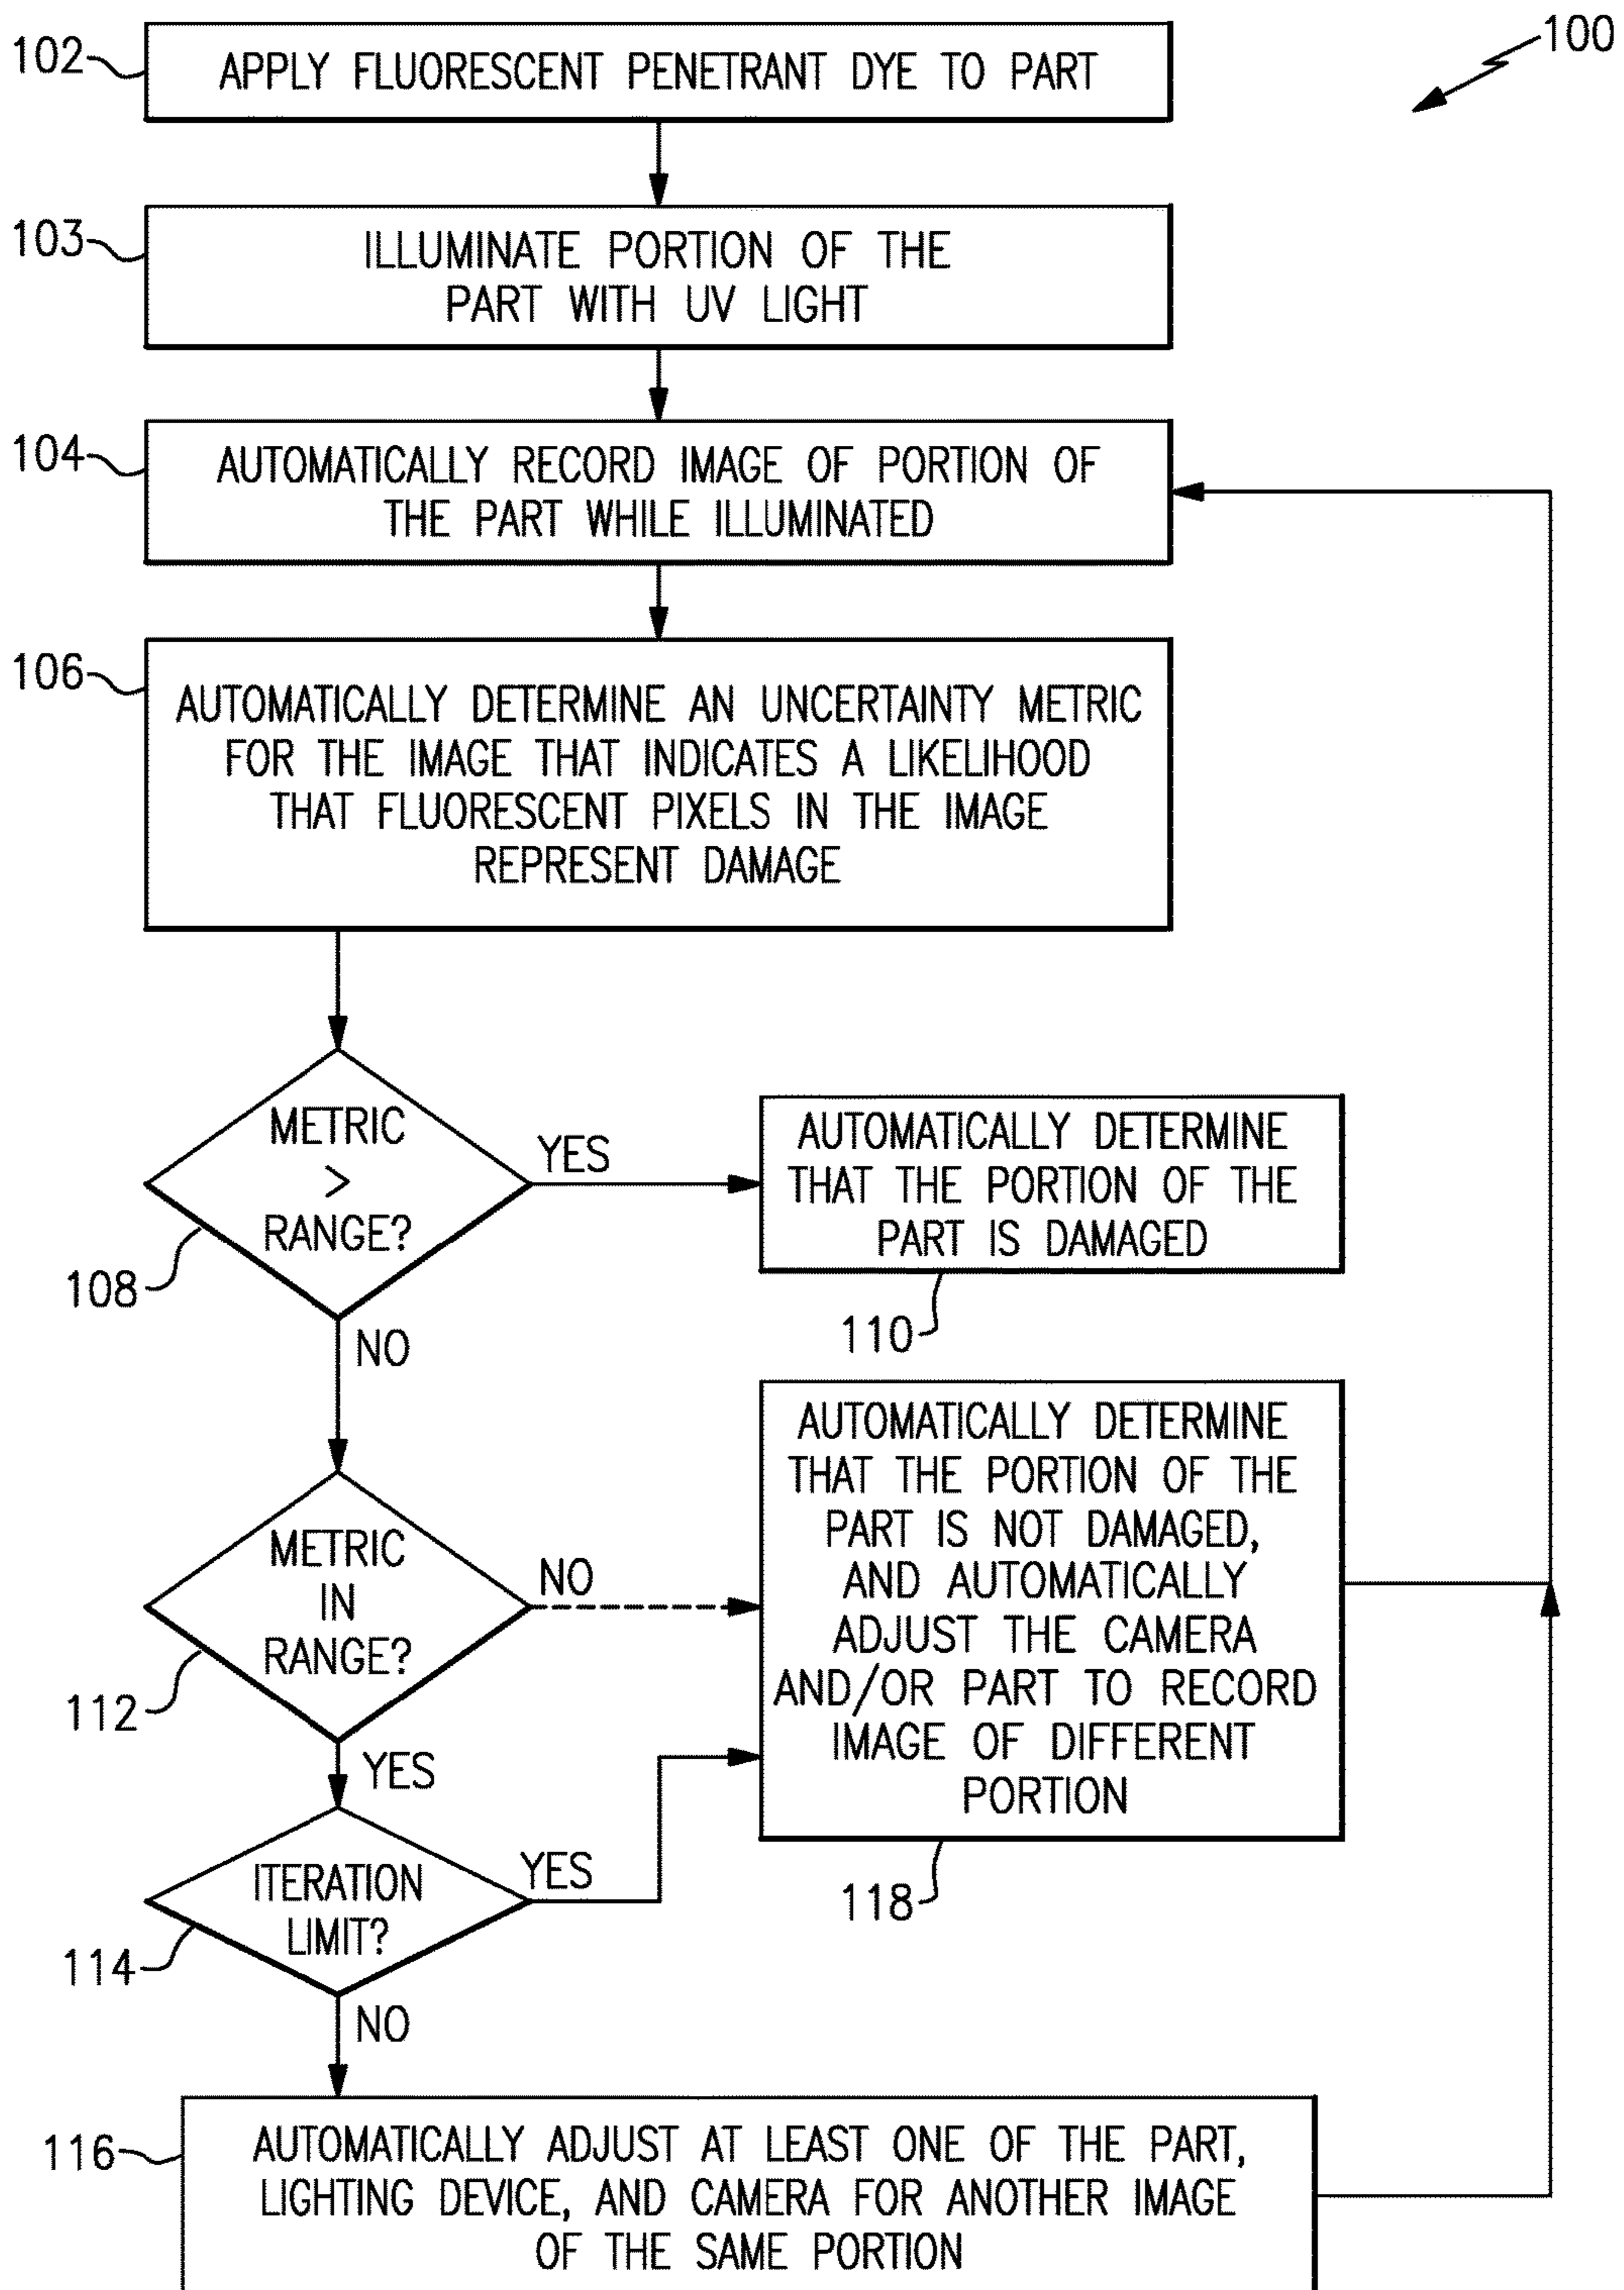 100
102
APPLY FLUORESCENT PENETRANT DYE TO PART
103
ILLUMINATE PORTION OF THE
PART WITH UV LIGHT
104
AUTOMATICALLY RECORD IMAGE OF PORTION OF
THE PART WHILE ILLUMINATED
106
AUTOMATICALLY DETERMINE AN UNCERTAINTY METRIC
FOR THE IMAGE THAT INDICATES A LIKELIHOOD
THAT FLUORESCENT PIXELS IN THE IMAGE
REPRESENT DAMAGE
METRIC
>
RANGE?
108
YES
NO
AUTOMATICALLY DETERMINE
THAT THE PORTION OF THE
PART IS DAMAGED
110
METRIC
IN
RANGE?
112
NO
YES
AUTOMATICALLY DETERMINE
THAT THE PORTION OF THE
PART IS NOT DAMAGED,
AND AUTOMATICALLY
ADJUST THE CAMERA
AND/OR PART TO RECORD
IMAGE OF DIFFERENT
PORTION
118
ITERATION
LIMIT?
114
YES
NO
116
AUTOMATICALLY ADJUST AT LEAST ONE OF THE PART,
LIGHTING DEVICE, AND CAMERA FOR ANOTHER IMAGE
OF THE SAME PORTION